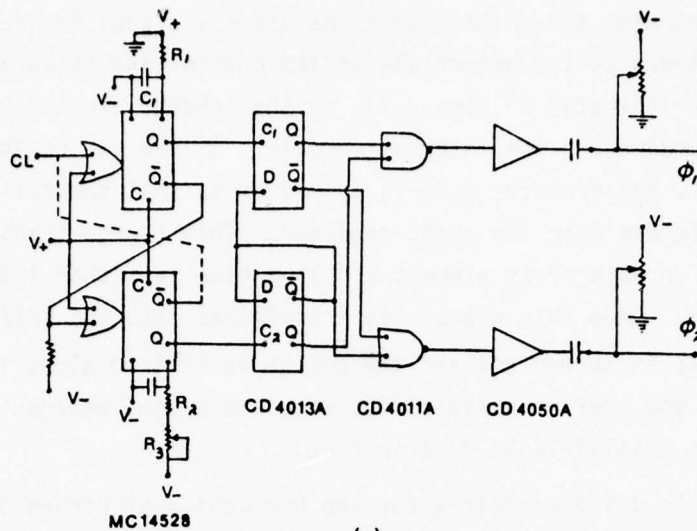 V+
R1
V-
C1
V-
Q
C1 Q
CL
Q̅
D Q̅
ϕ1
C
V+
V-
C
Q̅
D Q̅
Q
C2 Q
V-
V-
R2
R3
V-
ϕ2
CD4013A
CD4011A
CD4050A
MC14528